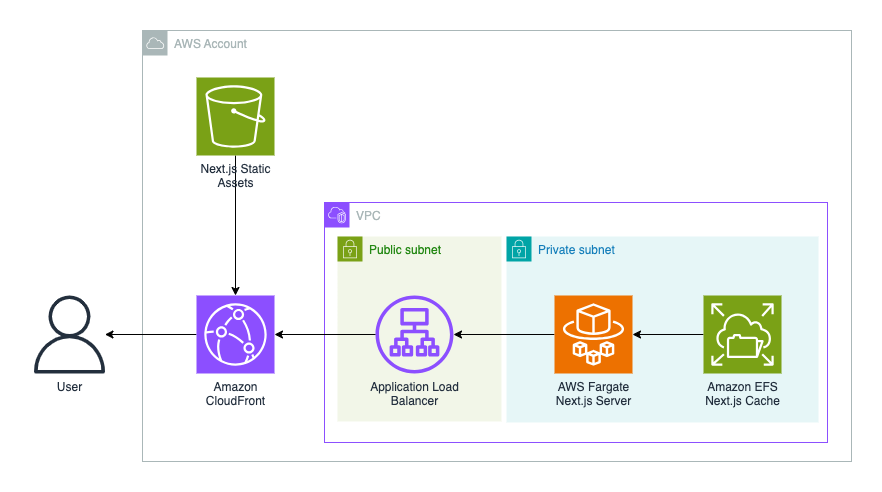 AWS Account
Next.js Static
Assets
VPC
Public subnet
Private subnet
User
Amazon
CloudFront
Application Load
Balancer
AWS Fargate
Next.js Server
Amazon EFS
Next.js Cache